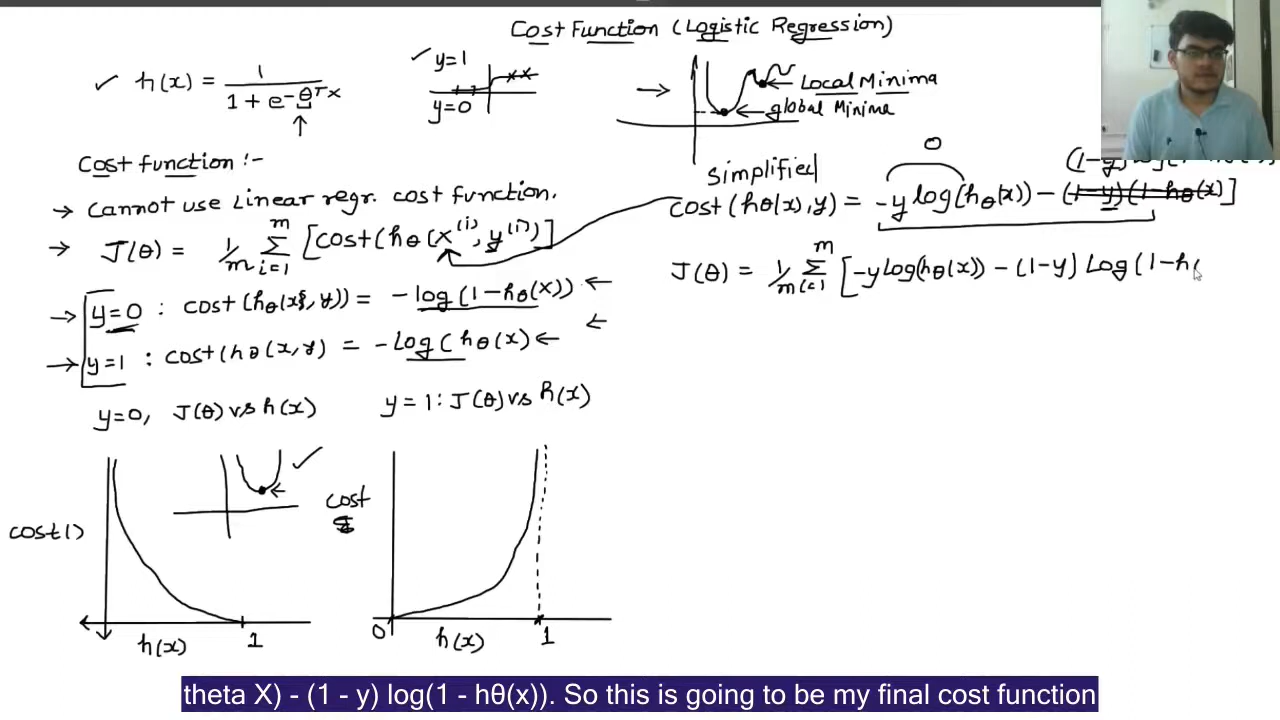 Cost Function (Logistic Regression)
✓ h(x) = 1 / 1 + e^-θ^T x
✓ y=1
y=0
→ Local Minima
global Minima
Cost function :-
→ Cannot use Linear regr. cost function.
→ J(θ) = 1/m m Σ i=1 [cost(hθ(x^(i), y^(i))]
→ y=0 : cost(hθ(x), y)) = -log(1-hθ(x)) ←
→ y=1 : cost(hθ(x,y) = -Log(hθ(x) ←
←
simplified
0
cost(hθ(x),y) = -y log(hθ(x)) - (1-y)(1-hθ(x)]
J(θ) = 1/m m Σ i=1 [-y log(hθ(x)) - (1-y) Log(1-h(
y=0, J(θ) vs h(x)
y = 1: J(θ) vs h(x)
cost()
h(x)
1
cost
0
h(x)
1
theta X) - (1 - y) log(1 - hθ(x)). So this is going to be my final cost function